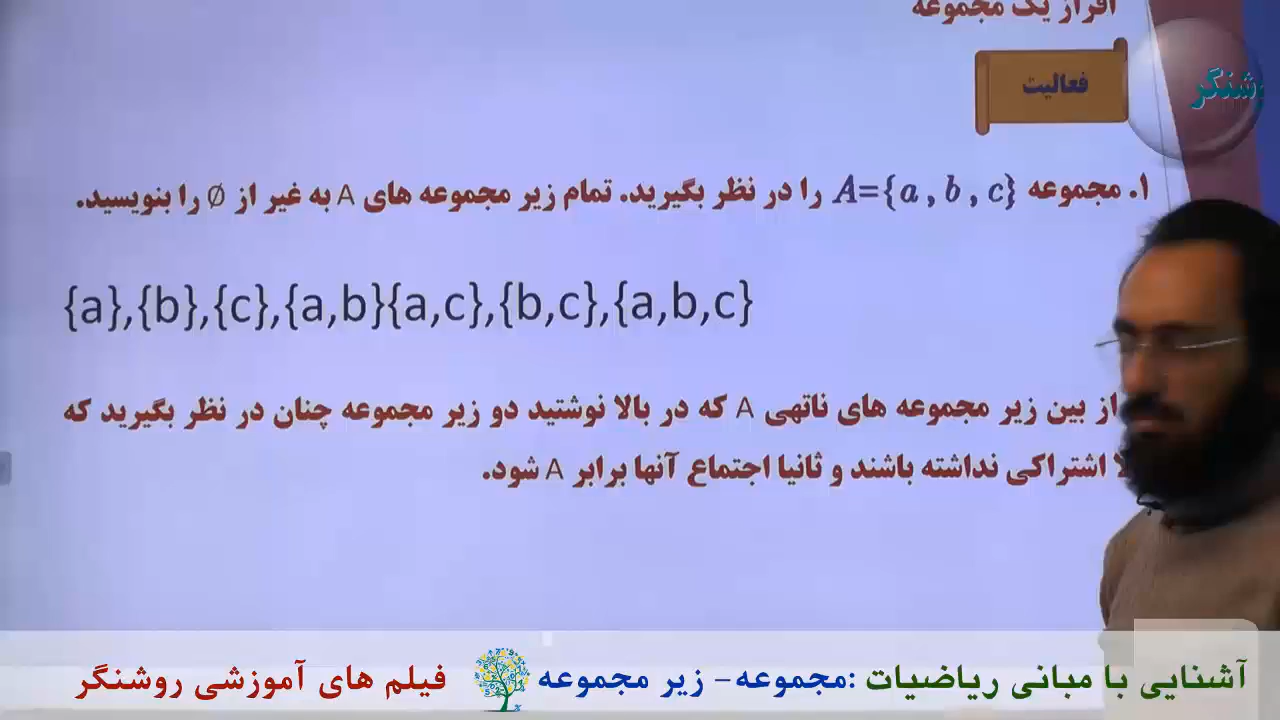 افراز یک مجموعه
فعالیت
شنگر
۱. مجموعه A={a , b , c} را در نظر بگیرید. تمام زیر مجموعه های A به غیر از Ø را بنویسید.
{a},{b},{c},{a,b}{a,c},{b,c},{a,b,c}
از بین زیر مجموعه های ناتهی A که در بالا نوشتید دو زیر مجموعه چنان در نظر بگیرید که
اشتراکی نداشته باشند و ثانیا اجتماع آنها برابر A شود.
آشنایی با مبانی ریاضیات :مجموعه- زیر مجموعه فیلم های آموزشی روشنگر